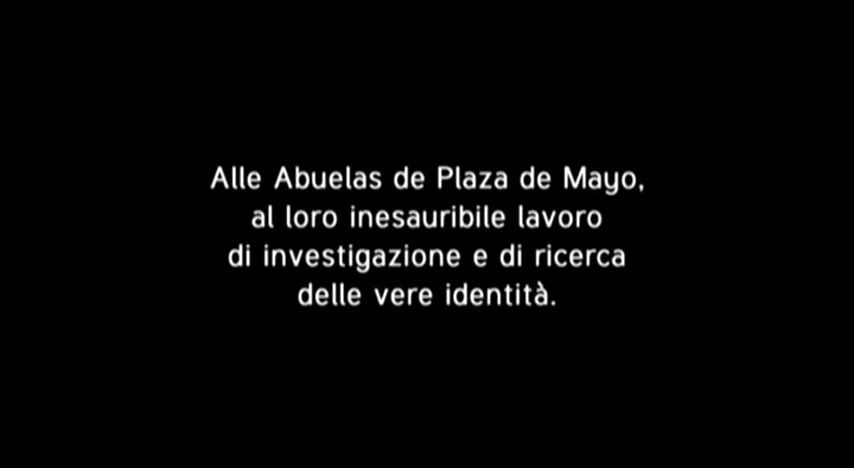 Alle Abuelas de Plaza de Mayo,
al loro inesauribile lavoro
di investigazione e di ricerca
delle vere identità.